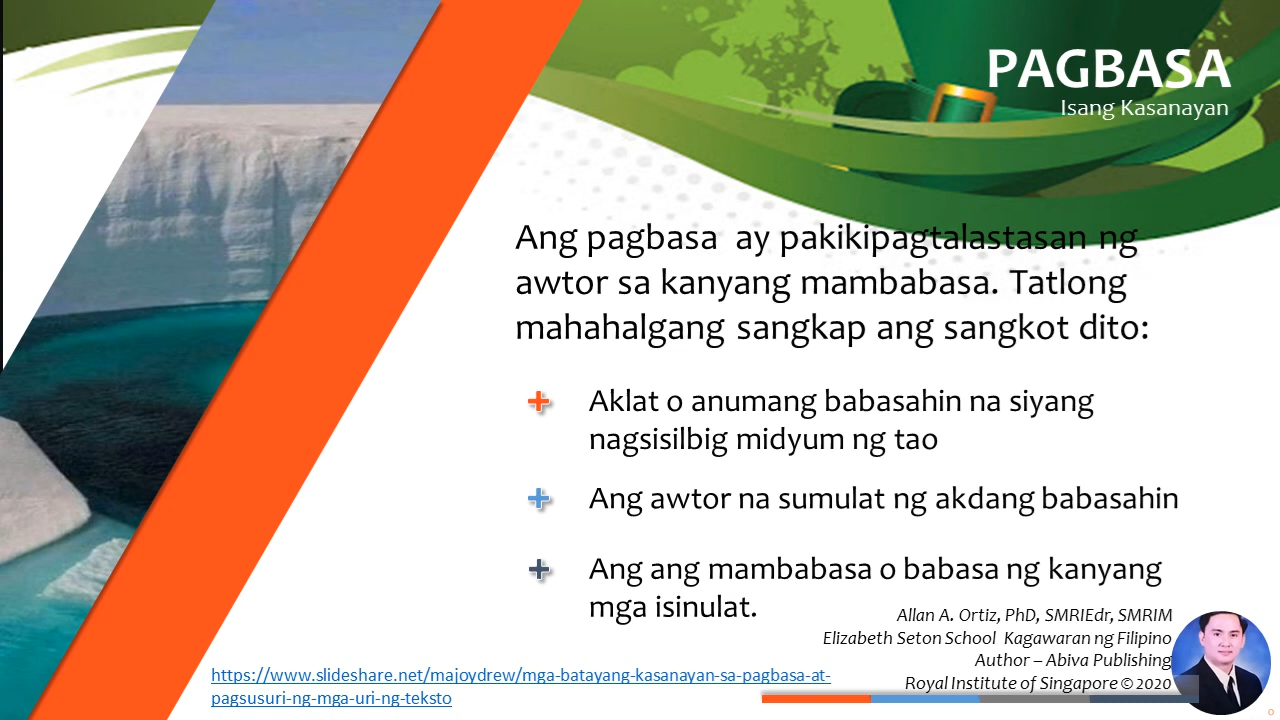 PAGBASA
Isang Kasanayan
Ang pagbasa ay pakikipagtalastasan ng
awtor sa kanyang mambabasa. Tatlong
mahahalgang sangkap ang sangkot dito:
Aklat o anumang babasahin na siyang
nagsisilbig midyum ng tao
Ang awtor na sumulat ng akdang babasahin
Ang ang mambabasa o babasa ng kanyang
mga isinulat.
Allan A. Ortiz, PhD, SMRIEdr, SMRIM
Elizabeth Seton School Kagawaran ng Filipino
Author – Abiva Publishing
Royal Institute of Singapore©2020
https://www.slideshare.net/majoydrew/mga-batayang-kasanayan-sa-pagbasa-at-
pagsusuri-ng-mga-uri-ng-teksto
0